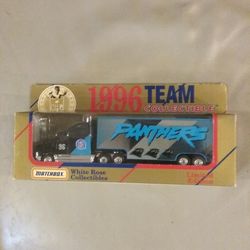 1996 TEAM
COLLECTIBLE
PANTHERS
96
MATCHBOX
White Rose
Collectibles
Limited
Edition